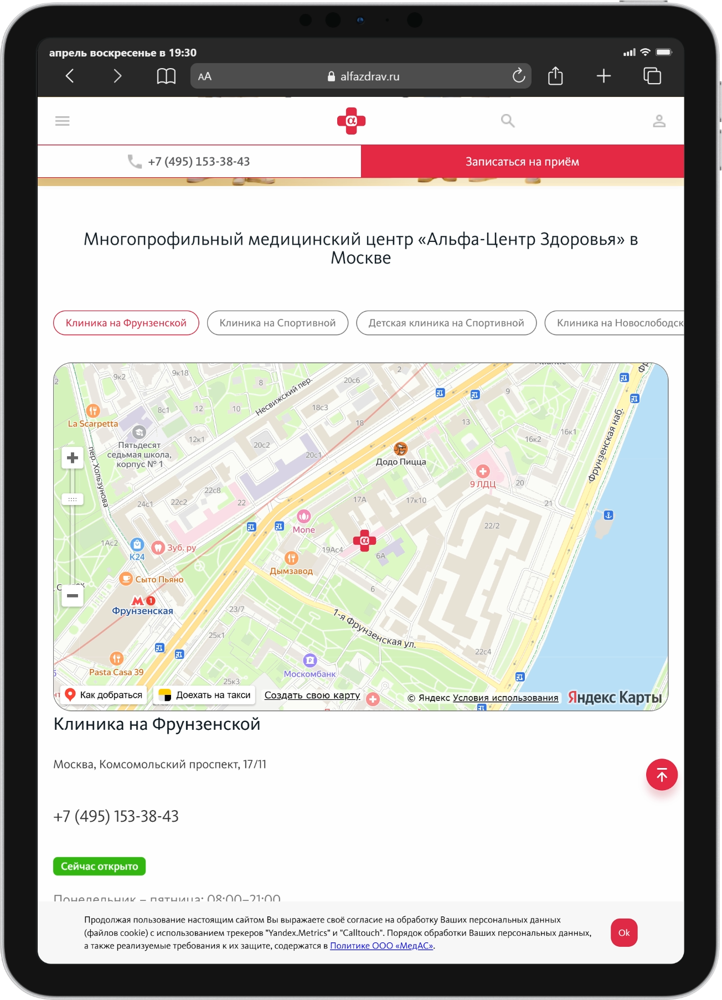 апрель воскресенье в 19:30
AA
alfazdrav.ru
α
+7 (495) 153-38-43
Записаться на приём
Многопрофильный медицинский центр «Альфа-Центр Здоровья» в
Москве
Клиника на Фрунзенской
Клиника на Спортивной
Детская клиника на Спортивной
Клиника на Новослободск
9к2
9к18
8
20с6
2
Несвижский пер.
9
La Scarpetta
8с1
12
10
18с3
18
13
16к1
16к2
Фрунзенская наб.
Пятьдесят
седьмая школа,
корпус № 1
12к1
20с2
20с1
Додо Пицца
пер. Хользунова
9 ЛДЦ
20
22с8
22с2
24с1
22
17А
17к10
21
22/2
Mone
1Ас2
К24
Зуб. ру
19Ас4
α
6А
Дымзавод
Сыто Пьяно
6
М 1
Фрунзенская
23/7
1-я Фрунзенская ул.
25к1
22с4
Pasta Casa 39
Москомбанк
25к3
Как добраться
Доехать на такси
Создать свою карту
© Яндекс Условия использования
Яндекс Карты
Клиника на Фрунзенской
Москва, Комсомольский проспект, 17/11
+7 (495) 153-38-43
Сейчас открыто
Понедельник – пятница: 08:00–21:00
Продолжая пользование настоящим сайтом Вы выражаете своё согласие на обработку Ваших персональных данных
(файлов cookie) с использованием трекеров "Yandex.Metrics" и "Calltouch". Порядок обработки Ваших персональных данных,
а также реализуемые требования к их защите, содержатся в Политике ООО «МедАС».
Ok